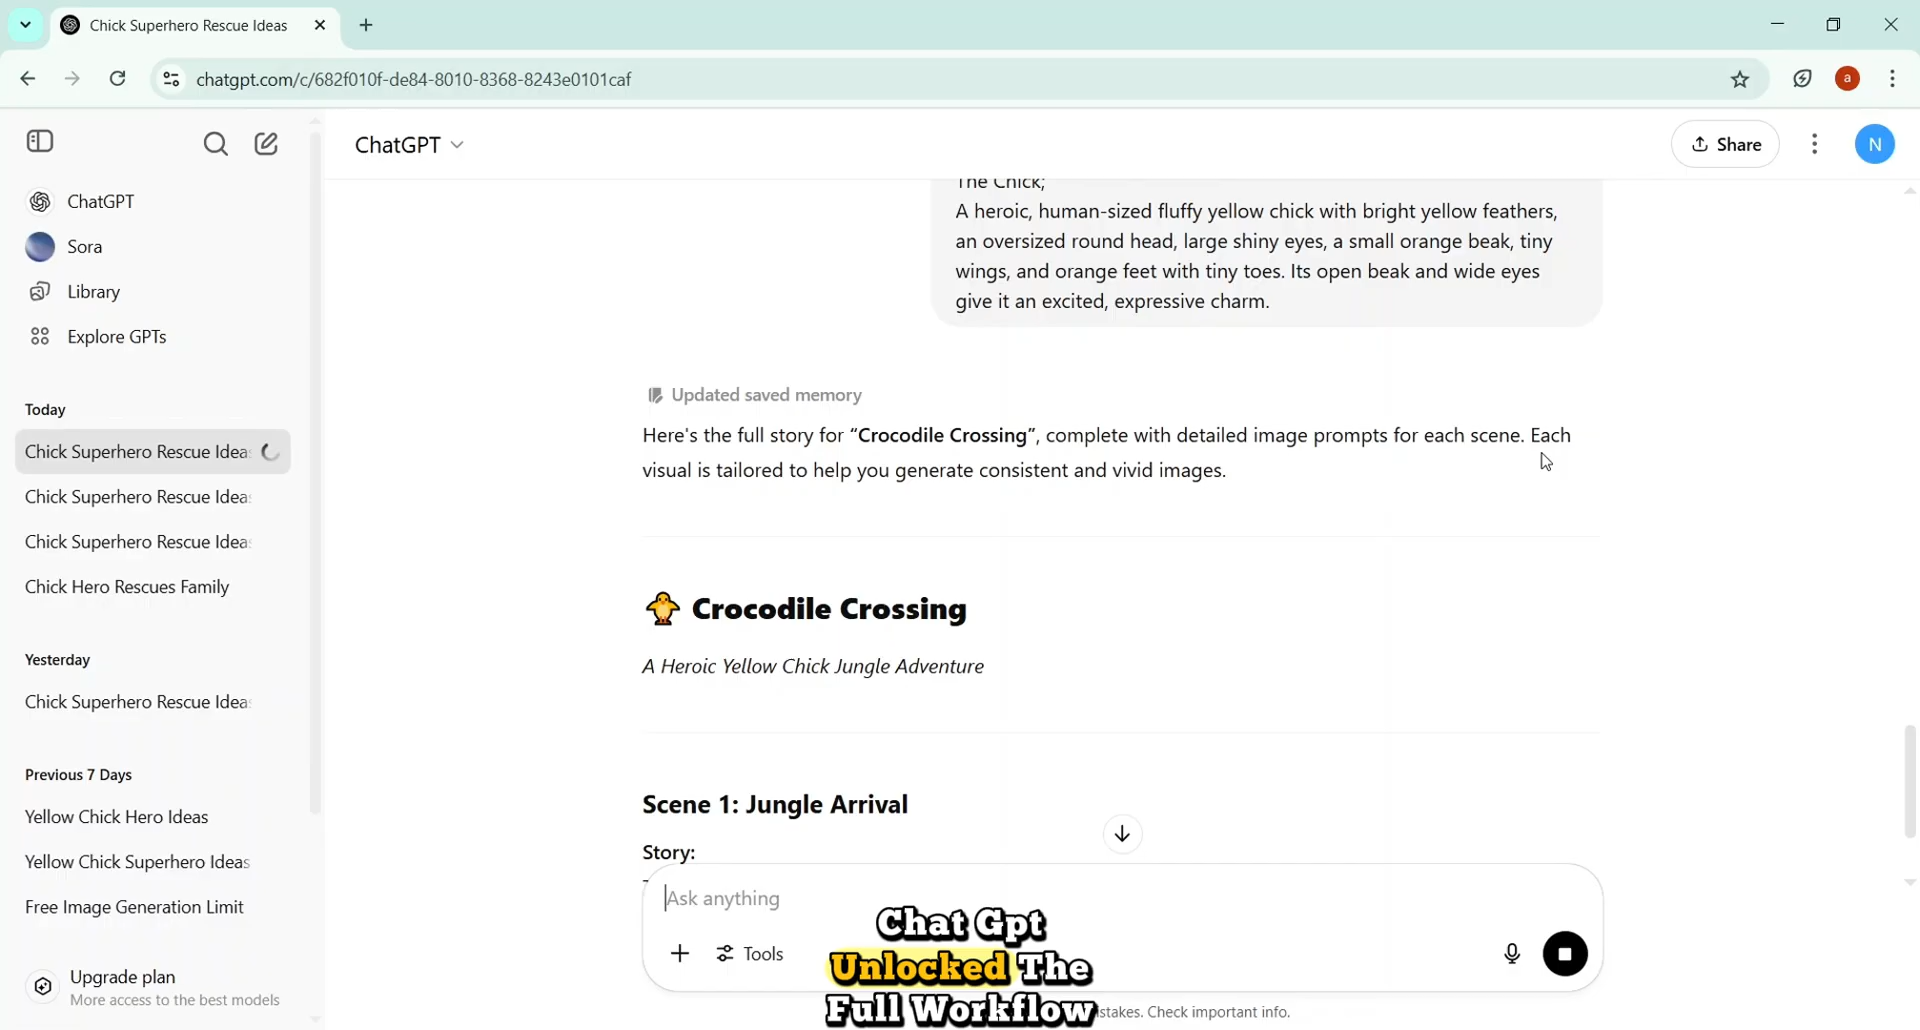 Chick Superhero Rescue Ideas
chatgpt.com/c/682f010f-de84-8010-8368-8243e0101caf
a
ChatGPT
Share
N
ChatGPT
Sora
Library
Explore GPTs
Today
Chick Superhero Rescue Idea
Chick Superhero Rescue Idea
Chick Superhero Rescue Idea
Chick Hero Rescues Family
Yesterday
Chick Superhero Rescue Idea
Previous 7 Days
Yellow Chick Hero Ideas
Yellow Chick Superhero Ideas
Free Image Generation Limit
Upgrade plan
More access to the best models
The Chick;
A heroic, human-sized fluffy yellow chick with bright yellow feathers,
an oversized round head, large shiny eyes, a small orange beak, tiny
wings, and orange feet with tiny toes. Its open beak and wide eyes
give it an excited, expressive charm.
Updated saved memory
Here's the full story for “Crocodile Crossing”, complete with detailed image prompts for each scene. Each
visual is tailored to help you generate consistent and vivid images.
Crocodile Crossing
A Heroic Yellow Chick Jungle Adventure
Scene 1: Jungle Arrival
Story:
Ask anything
Tools
Chat Gpt
Unlocked The
Full Workflow
stakes. Check important info.